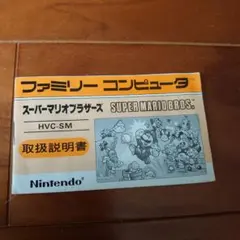 ファミリー コンピュータ
スーパーマリオブラザーズ SUPER MARIO BROS.
HVC-SM
取扱説明書
Nintendo